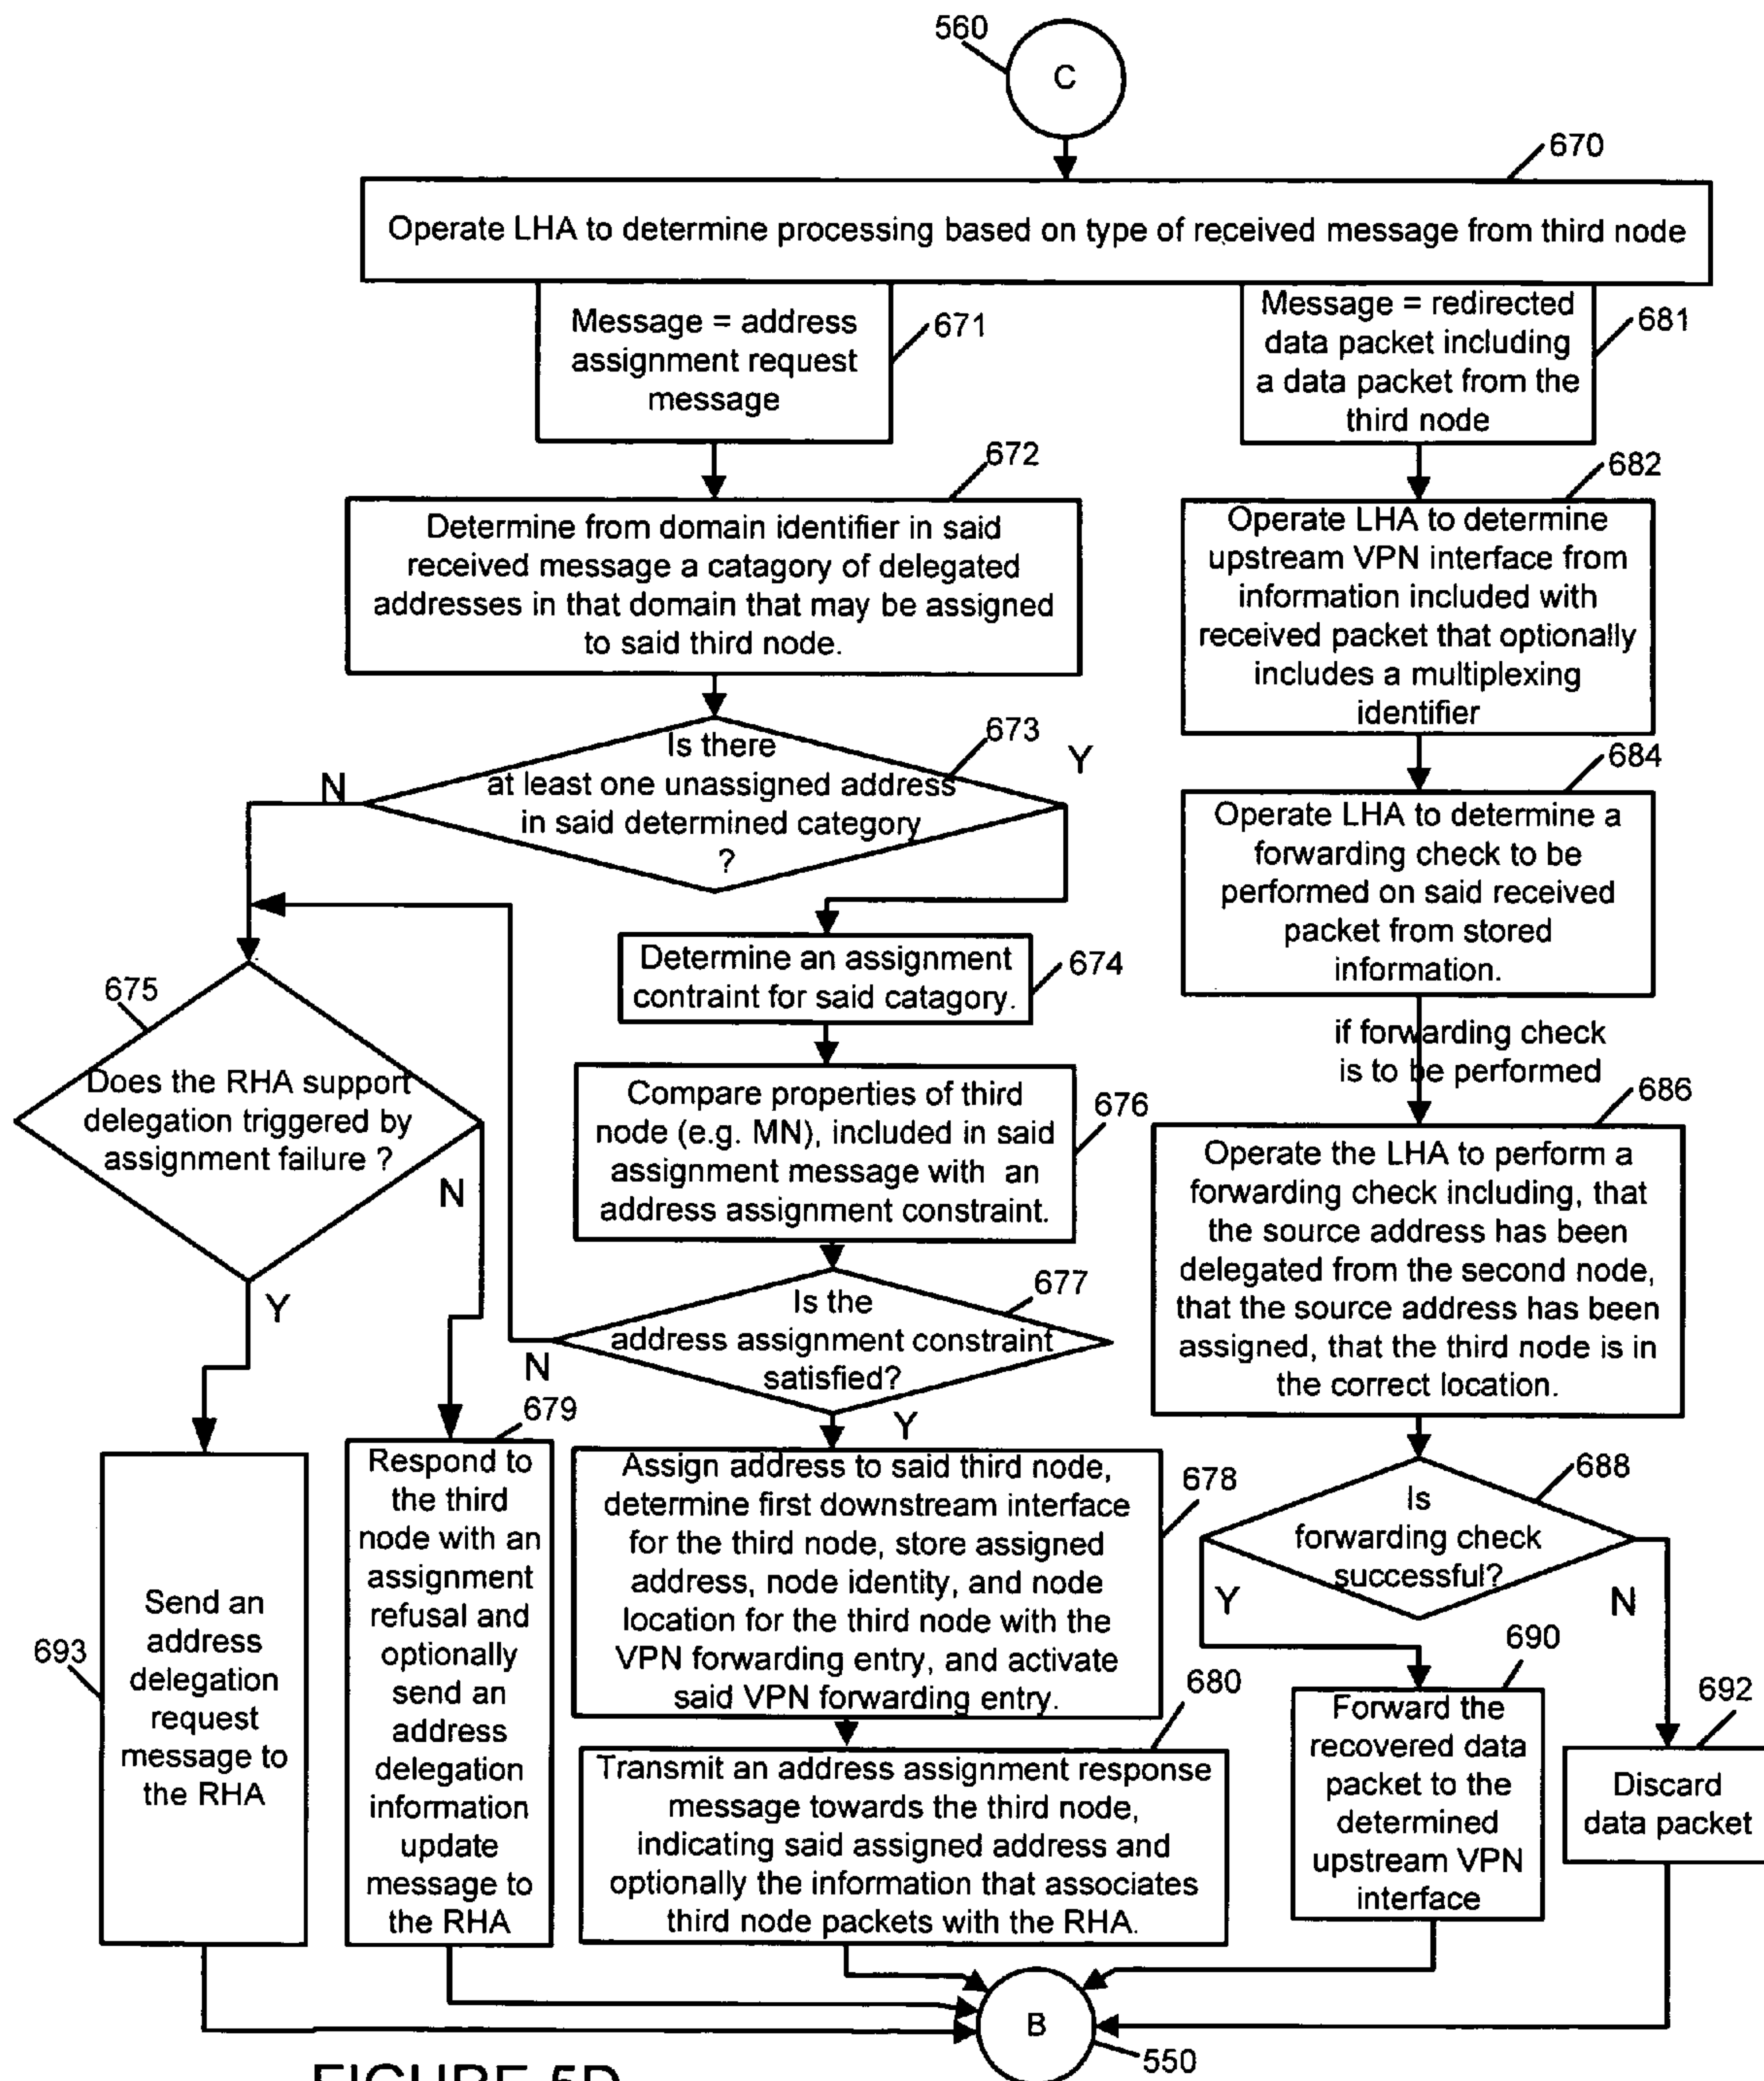 560
C
670
Operate LHA to determine processing based on type of received message from third node
Message = address
assignment request
message
671
Message = redirected
data packet including
a data packet from the
third node
681
672
Determine from domain identifier in said
received message a catagory of delegated
addresses in that domain that may be assigned
to said third node.
682
Operate LHA to determine
upstream VPN interface from
information included with
received packet that optionally
includes a multiplexing
identifier
673
Is there
at least one unassigned address
in said determined category
?
N
Y
684
Operate LHA to determine a
forwarding check to be
performed on said received
packet from stored
information.
Determine an assignment
contraint for said catagory.
674
675
Does the RHA support
delegation triggered by
assignment failure ?
N
Y
if forwarding check
is to be performed
Compare properties of third
node (e.g. MN), included in said
assignment message with an
address assignment constraint.
676
686
Operate the LHA to perform a
forwarding check including, that
the source address has been
delegated from the second node,
that the source address has been
assigned, that the third node is in
the correct location.
677
Is the
address assignment constraint
satisfied?
N
Y
679
Respond to
the third
node with an
assignment
refusal and
optionally
send an
address
delegation
information
update
message to
the RHA
Assign address to said third node,
determine first downstream interface
for the third node, store assigned
address, node identity, and node
location for the third node with the
VPN forwarding entry, and activate
said VPN forwarding entry.
678
688
Is
forwarding check
successful?
Y
N
693
Send an
address
delegation
request
message to
the RHA
680
Transmit an address assignment response
message towards the third node,
indicating said assigned address and
optionally the information that associates
third node packets with the RHA.
690
Forward the
recovered data
packet to the
determined
upstream VPN
interface
692
Discard
data packet
B
550
FIGURE 5D